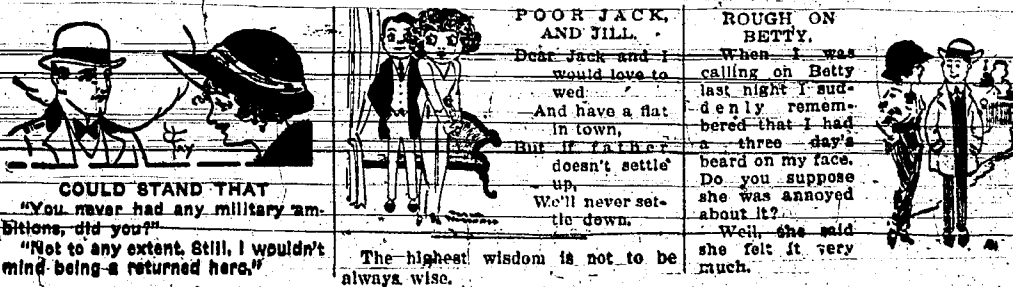 COULD STAND THAT
"You never had any military am-
bitions, did you?"
"Not to any extent. Still, I wouldn't
mind being a returned hero."
POOR JACK,
AND JILL.
Dear Jack and I
would love to
wed
And have a flat
in town,
But if father
doesn't settle
up,
We'll never set-
tle down.
The highest wisdom is not to be
always wise.
ROUGH ON
BETTY.
When I was
calling on Betty
last night I sud-
denly remem-
bered that I had
a three day's
beard on my face.
Do you suppose
she was annoyed
about it?
Well, she said
she felt it very
much.